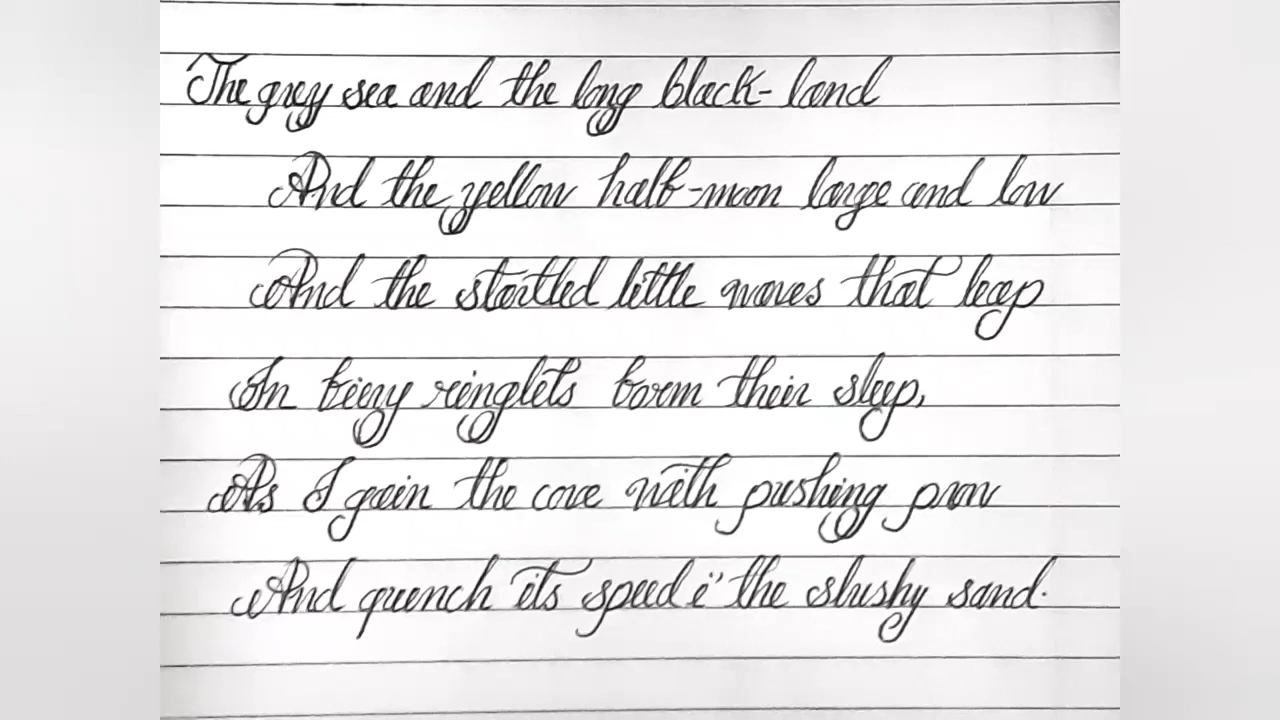 The grey sea and the long black-land
And the yellow half-moon large and low
And the startled little waves that leap
In fiery ringlets form their sleep,
As I gain the cove with pushing prow
And quench its speed i' the slushy sand.